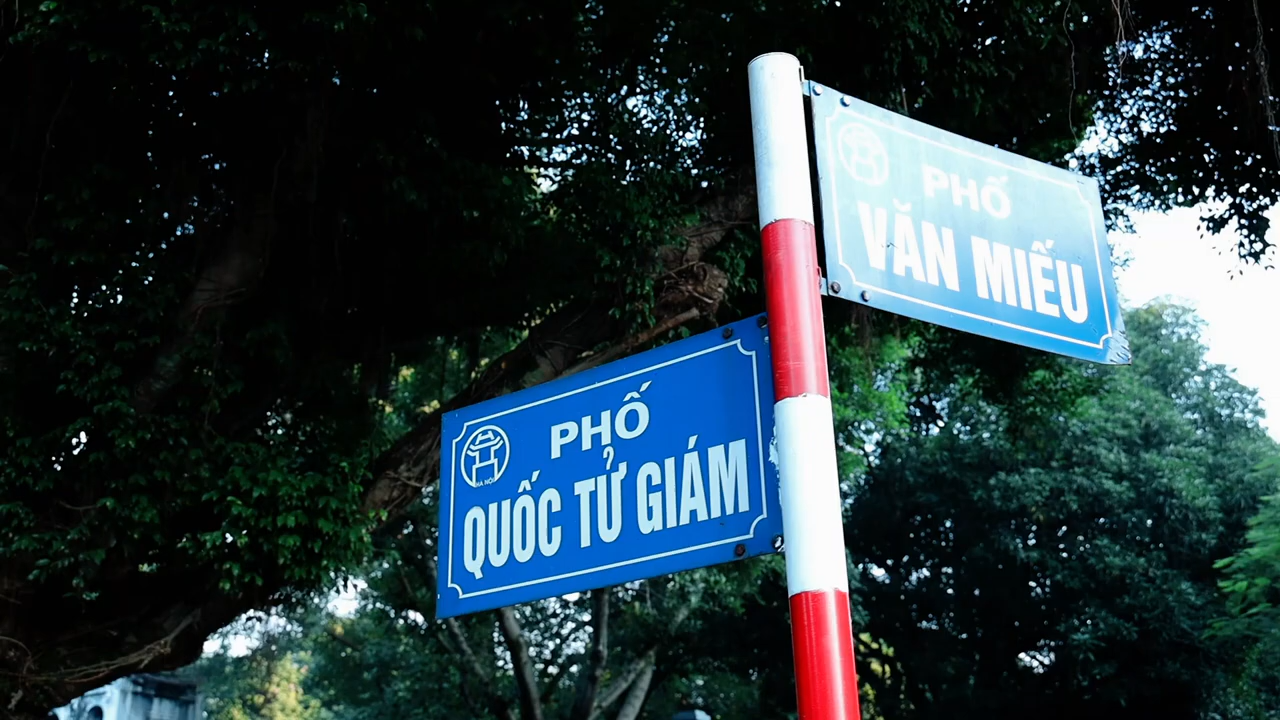 PHỐ
VĂN MIẾU
PHỐ
QUỐC TỬ GIÁM
HÀ NỘI